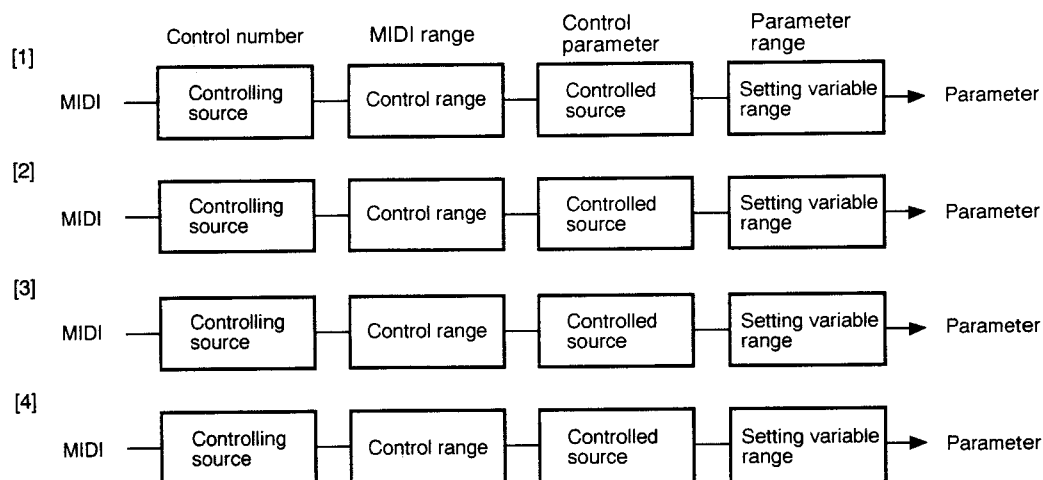 Control number
MIDI range
Control
parameter
Parameter
range
[1]
MIDI
Controlling
source
Control range
Controlled
source
Setting variable
range
Parameter
[2]
MIDI
Controlling
source
Control range
Controlled
source
Setting variable
range
Parameter
[3]
MIDI
Controlling
source
Control range
Controlled
source
Setting variable
range
Parameter
[4]
MIDI
Controlling
source
Control range
Controlled
source
Setting variable
range
Parameter